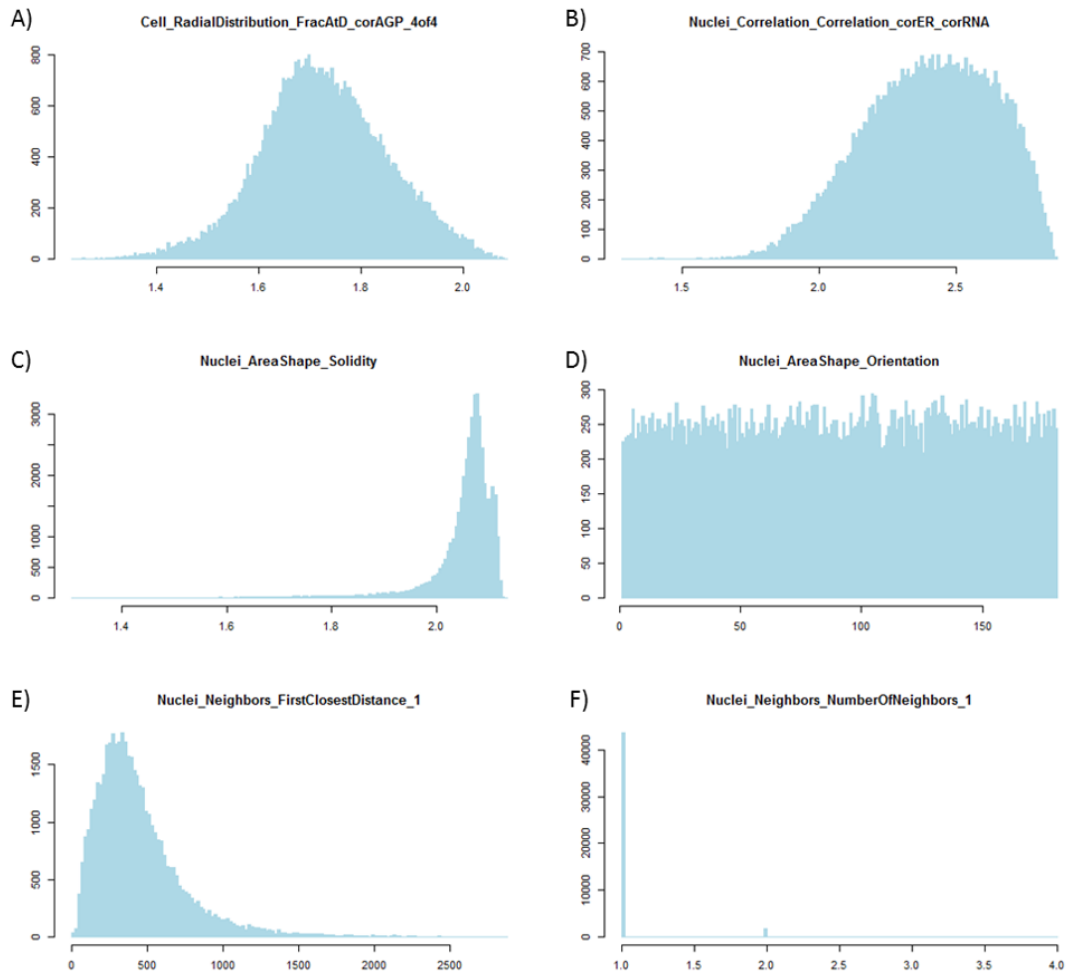 A)
Cell_RadialDistribution_FracAtD_corAGP_4of4
800
600
400
200
0
1.4 1.6 1.8 2.0
B)
Nuclei_Correlation_Correlation_corER_corRNA
700
600
500
400
300
200
100
0
1.5 2.0 2.5
C)
Nuclei_AreaShape_Solidity
3000
2000
1000
500
0
1.4 1.6 1.8 2.0
D)
Nuclei_AreaShape_Orientation
300
250
200
150
100
50
0
0 50 100 150
E)
Nuclei_Neighbors_FirstClosestDistance_1
1500
1000
500
0
0 500 1000 1500 2000 2500
F)
Nuclei_Neighbors_NumberOfNeighbors_1
40000
30000
20000
10000
0
1.0 1.5 2.0 2.5 3.0 3.5 4.0